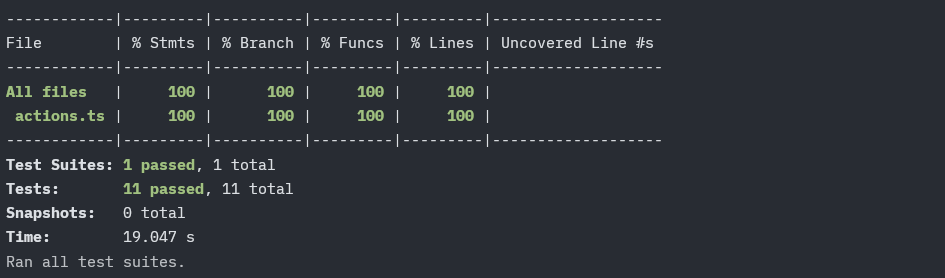 ------------|---------|----------|---------|---------|-------------------
File        | % Stmts | % Branch | % Funcs | % Lines | Uncovered Line #s
------------|---------|----------|---------|---------|-------------------
All files   |     100 |      100 |     100 |     100 |
 actions.ts |     100 |      100 |     100 |     100 |
------------|---------|----------|---------|---------|-------------------
Test Suites: 1 passed, 1 total
Tests:       11 passed, 11 total
Snapshots:   0 total
Time:        19.047 s
Ran all test suites.